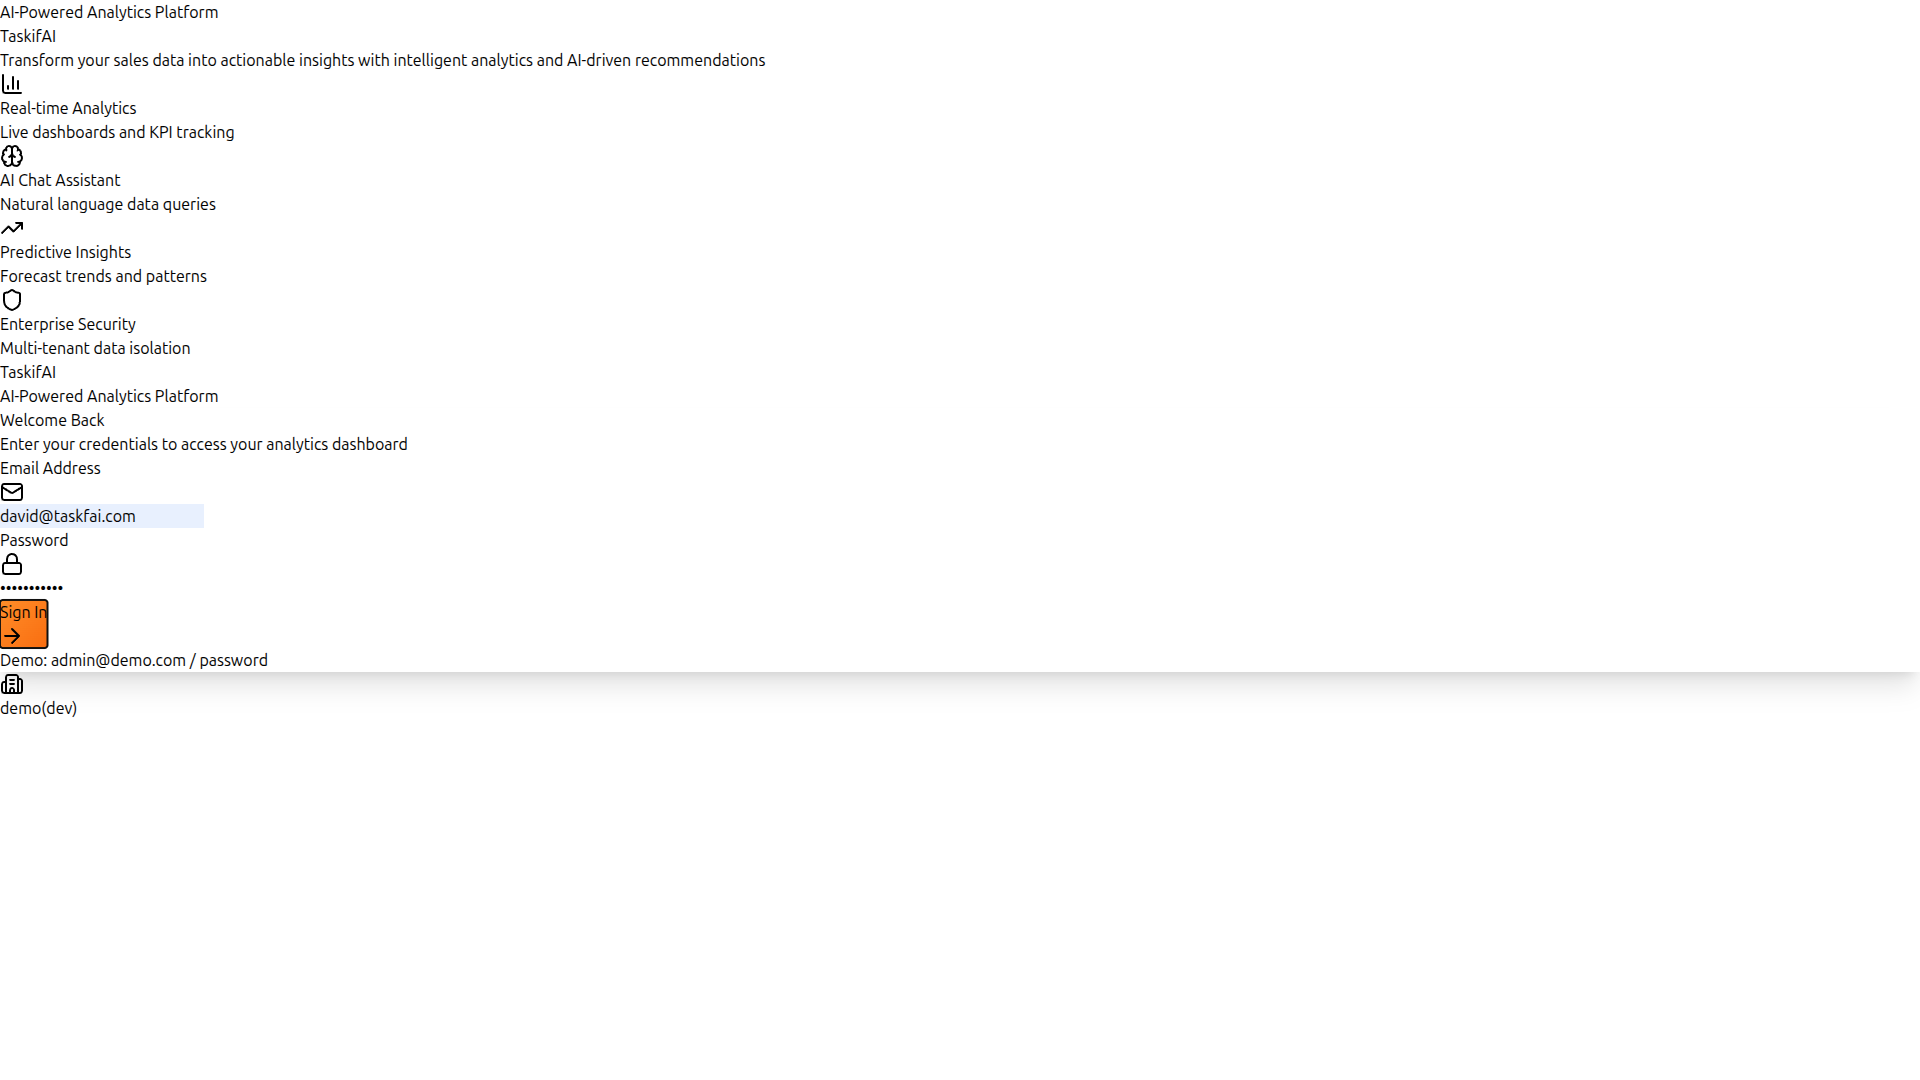 AI-Powered Analytics Platform
TaskifAI
Transform your sales data into actionable insights with intelligent analytics and AI-driven recommendations
Real-time Analytics
Live dashboards and KPI tracking
AI Chat Assistant
Natural language data queries
Predictive Insights
Forecast trends and patterns
Enterprise Security
Multi-tenant data isolation
TaskifAI
AI-Powered Analytics Platform
Welcome Back
Enter your credentials to access your analytics dashboard
Email Address
david@taskfai.com
Password
•••••••••••
Sign In
Demo: admin@demo.com / password
demo(dev)